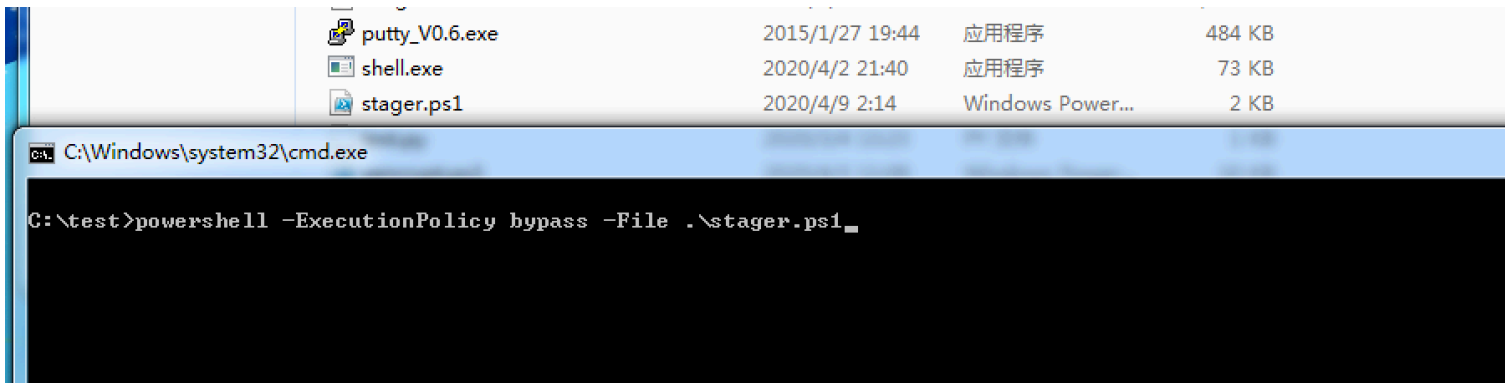 putty_V0.6.exe 2015/1/27 19:44 应用程序 484 KB
shell.exe 2020/4/2 21:40 应用程序 73 KB
stager.ps1 2020/4/9 2:14 Windows Power... 2 KB
C:\Windows\system32\cmd.exe
C:\test>powershell -ExecutionPolicy bypass -File .\stager.ps1